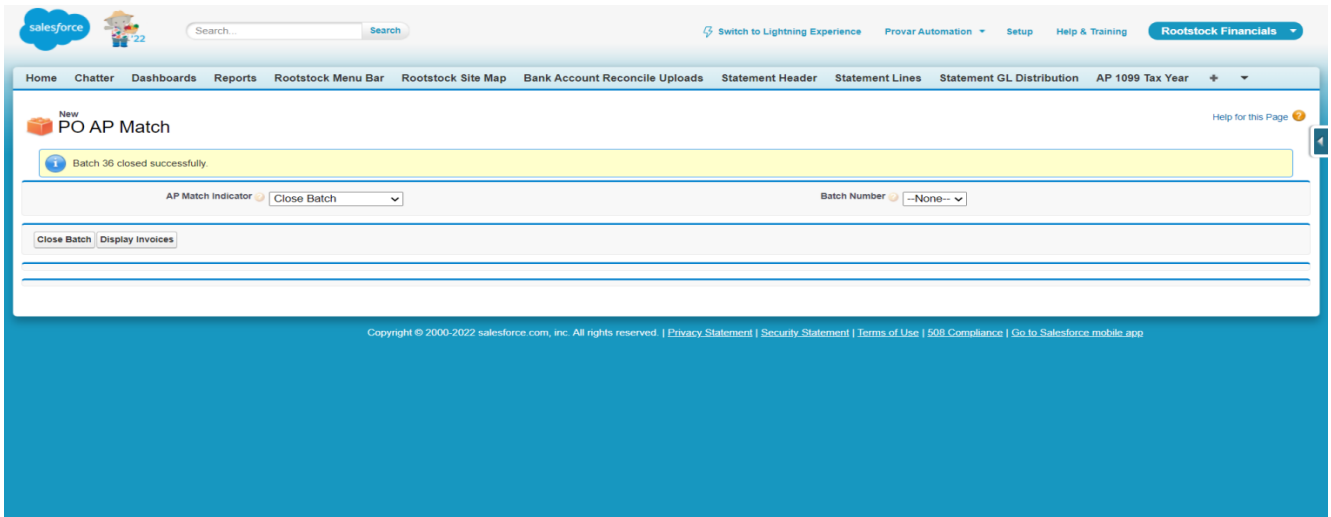 salesforce
'22
Search...
Search
Switch to Lightning Experience
Provar Automation
Setup
Help & Training
Rootstock Financials
Home Chatter Dashboards Reports Rootstock Menu Bar Rootstock Site Map Bank Account Reconcile Uploads Statement Header Statement Lines Statement GL Distribution AP 1099 Tax Year +
New
PO AP Match
Help for this Page ?
Batch 36 closed successfully.
AP Match Indicator Close Batch
Batch Number --None--
Close Batch Display Invoices
Copyright © 2000-2022 salesforce.com, inc. All rights reserved. | Privacy Statement | Security Statement | Terms of Use | 508 Compliance | Go to Salesforce mobile app